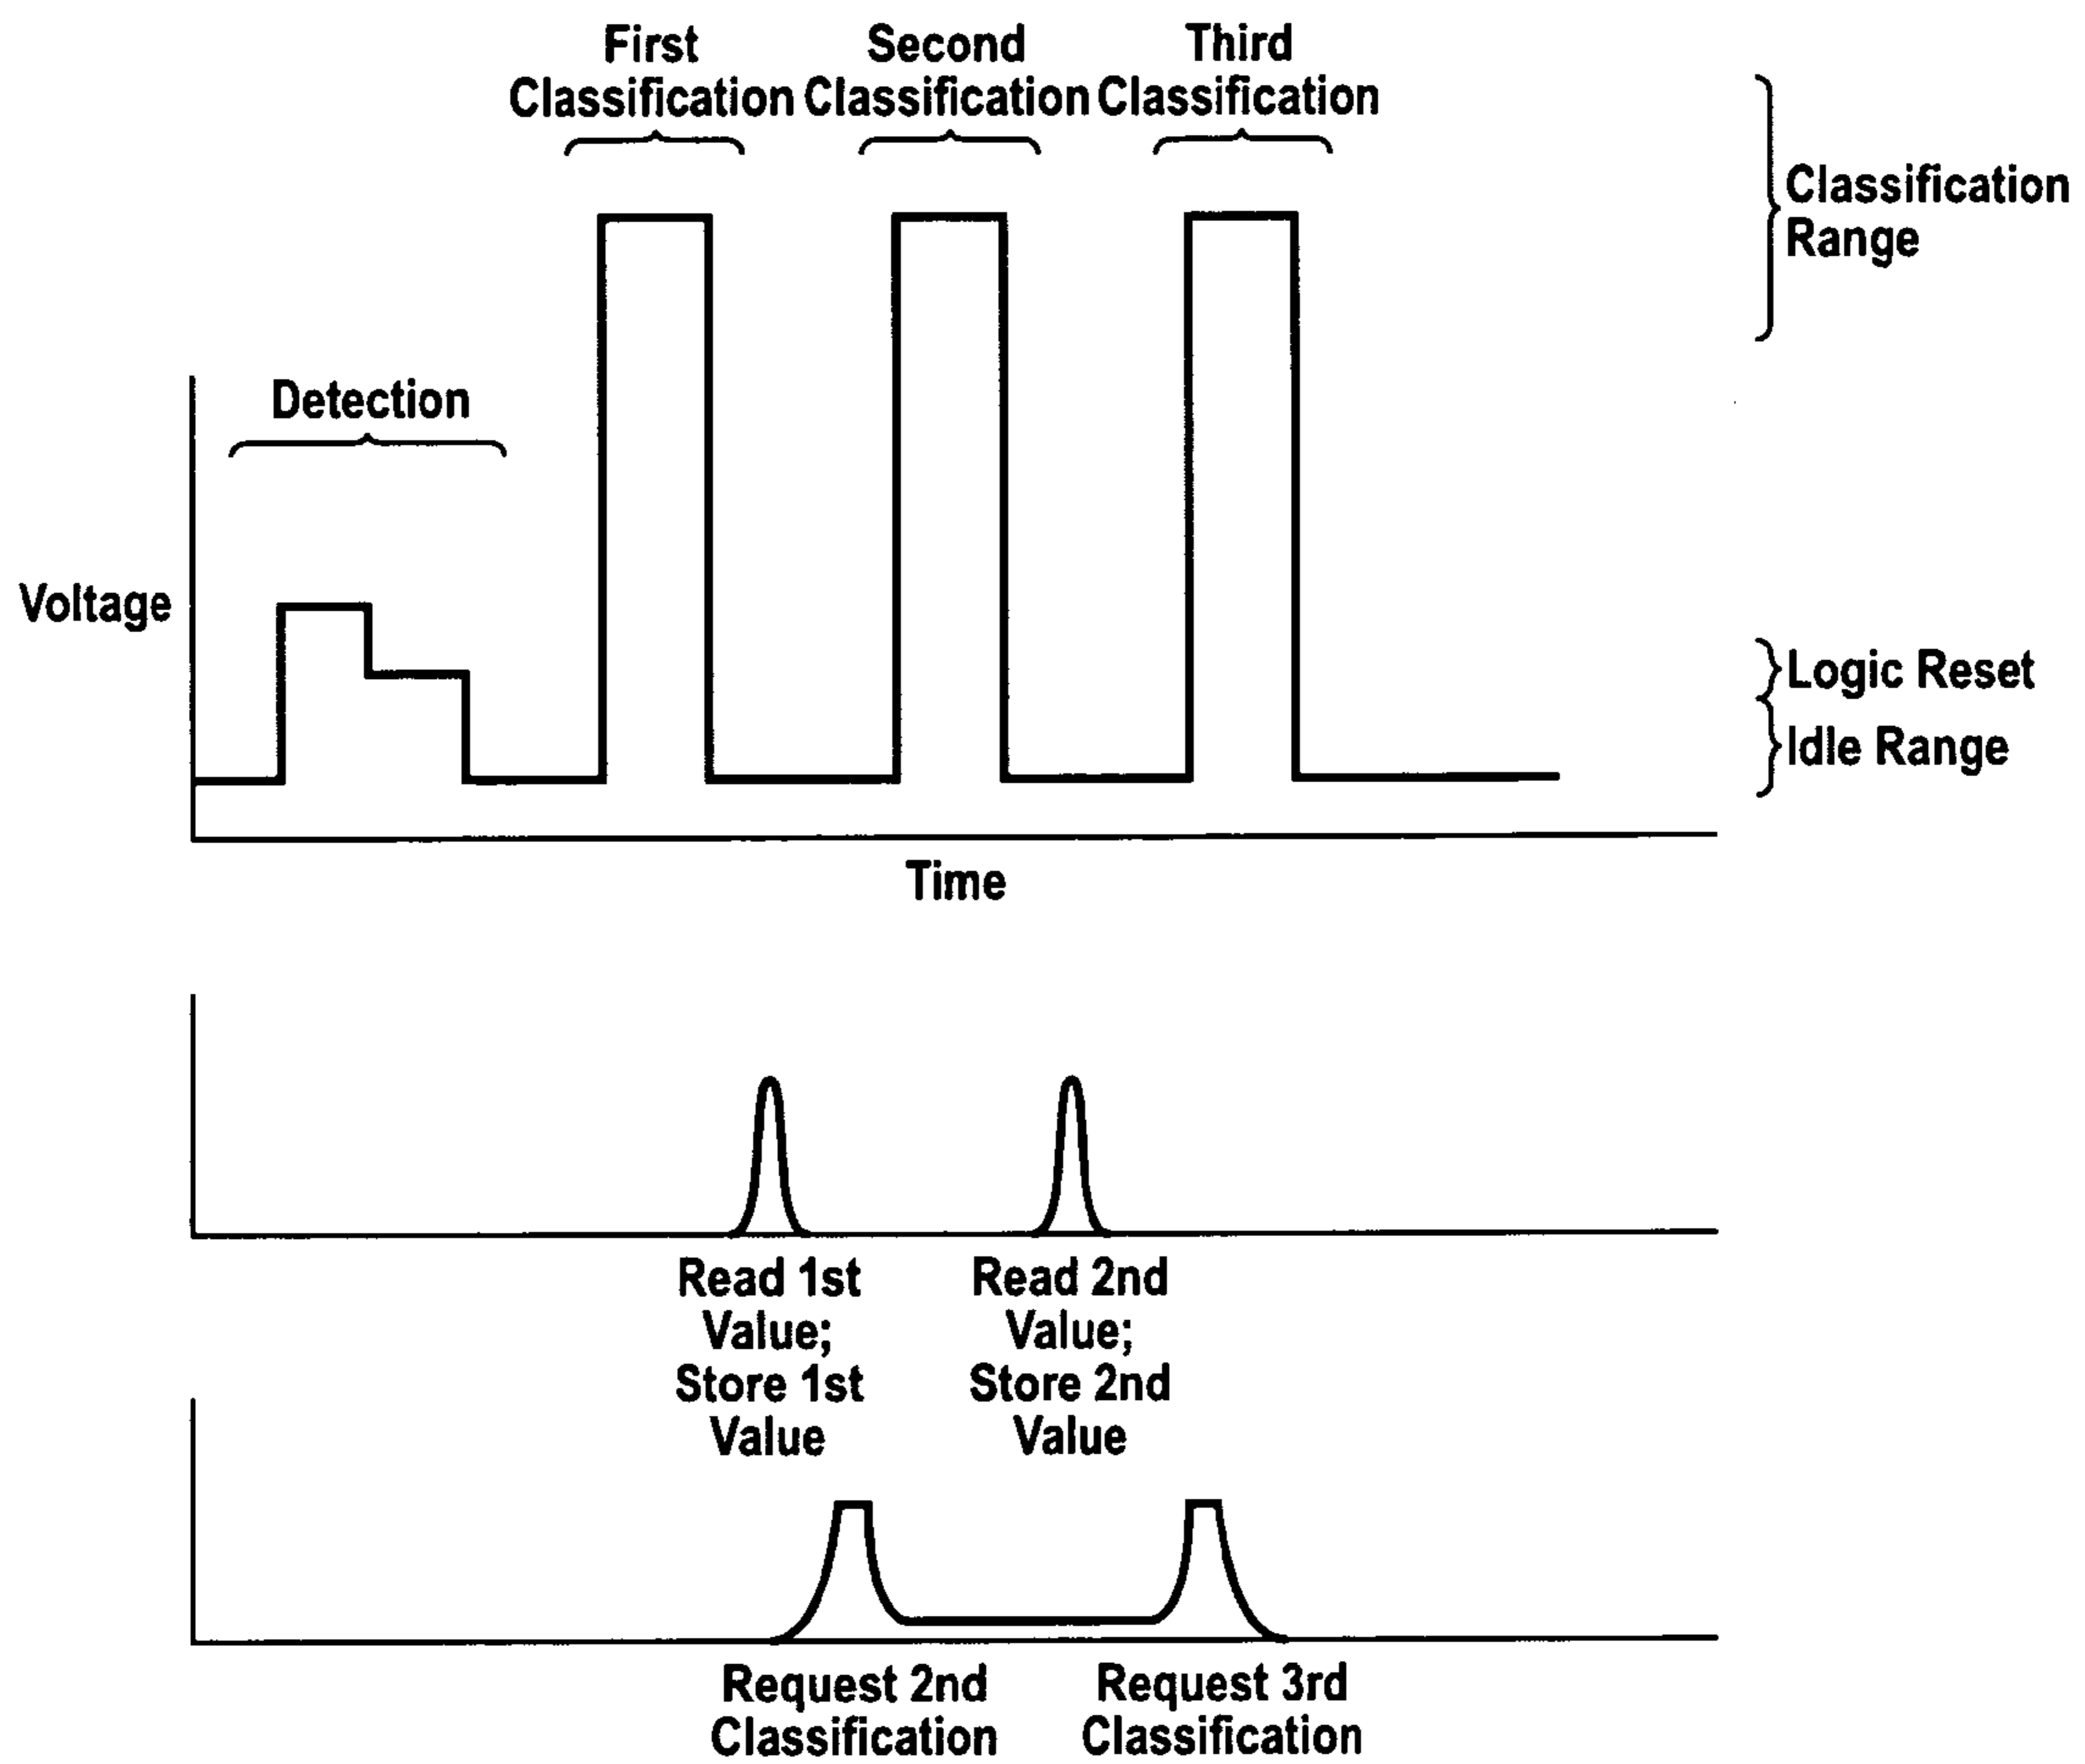 First
Classification
Second
Classification
Third
Classification
Classification
Range
Detection
Voltage
Logic Reset
Idle Range
Time
Read 1st
Value;
Store 1st
Value
Read 2nd
Value;
Store 2nd
Value
Request 2nd
Classification
Request 3rd
Classification